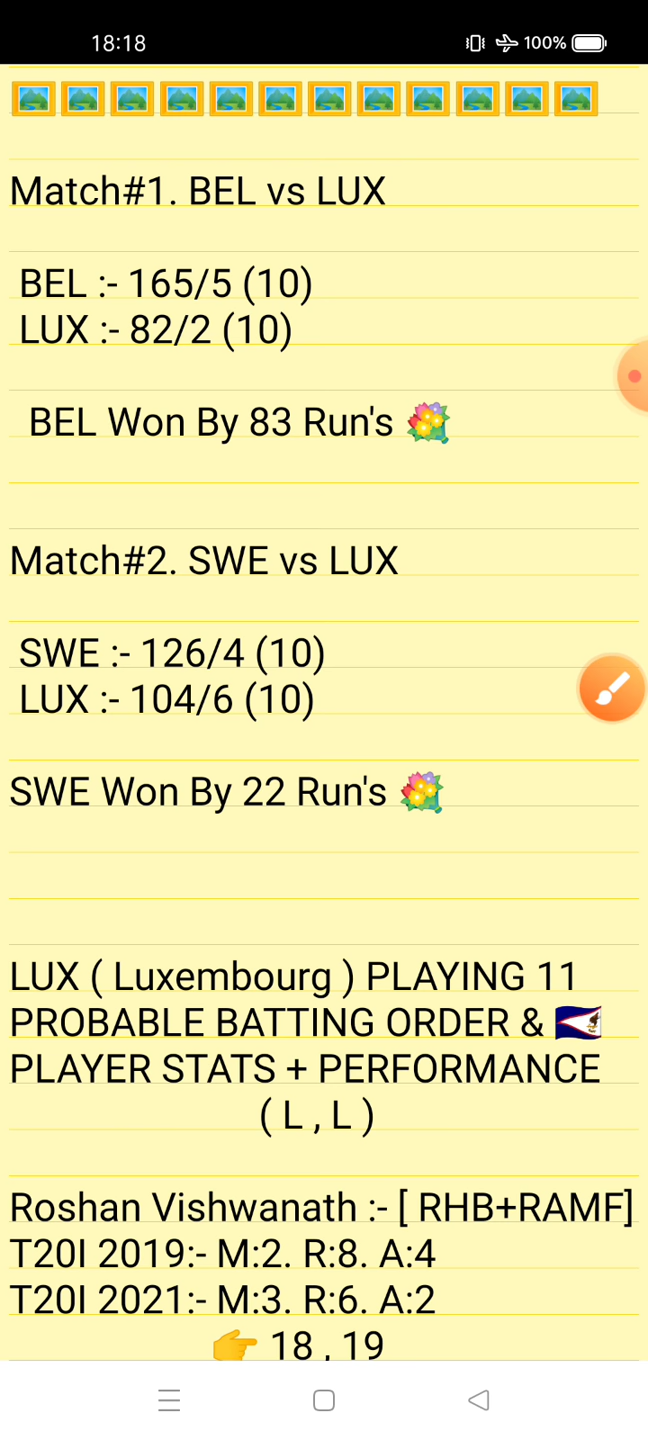 18:18
100%
🏞️🏞️🏞️🏞️🏞️🏞️🏞️🏞️🏞️🏞️🏞️🏞️
Match#1. BEL vs LUX
BEL :- 165/5 (10)
LUX :- 82/2 (10)
BEL Won By 83 Run's 💐
Match#2. SWE vs LUX
SWE :- 126/4 (10)
LUX :- 104/6 (10)
SWE Won By 22 Run's 💐
LUX ( Luxembourg ) PLAYING 11
PROBABLE BATTING ORDER & 🇦🇸
PLAYER STATS + PERFORMANCE
( L , L )
Roshan Vishwanath :- [ RHB+RAMF]
T20I 2019:- M:2. R:8. A:4
T20I 2021:- M:3. R:6. A:2
👉 18 , 19